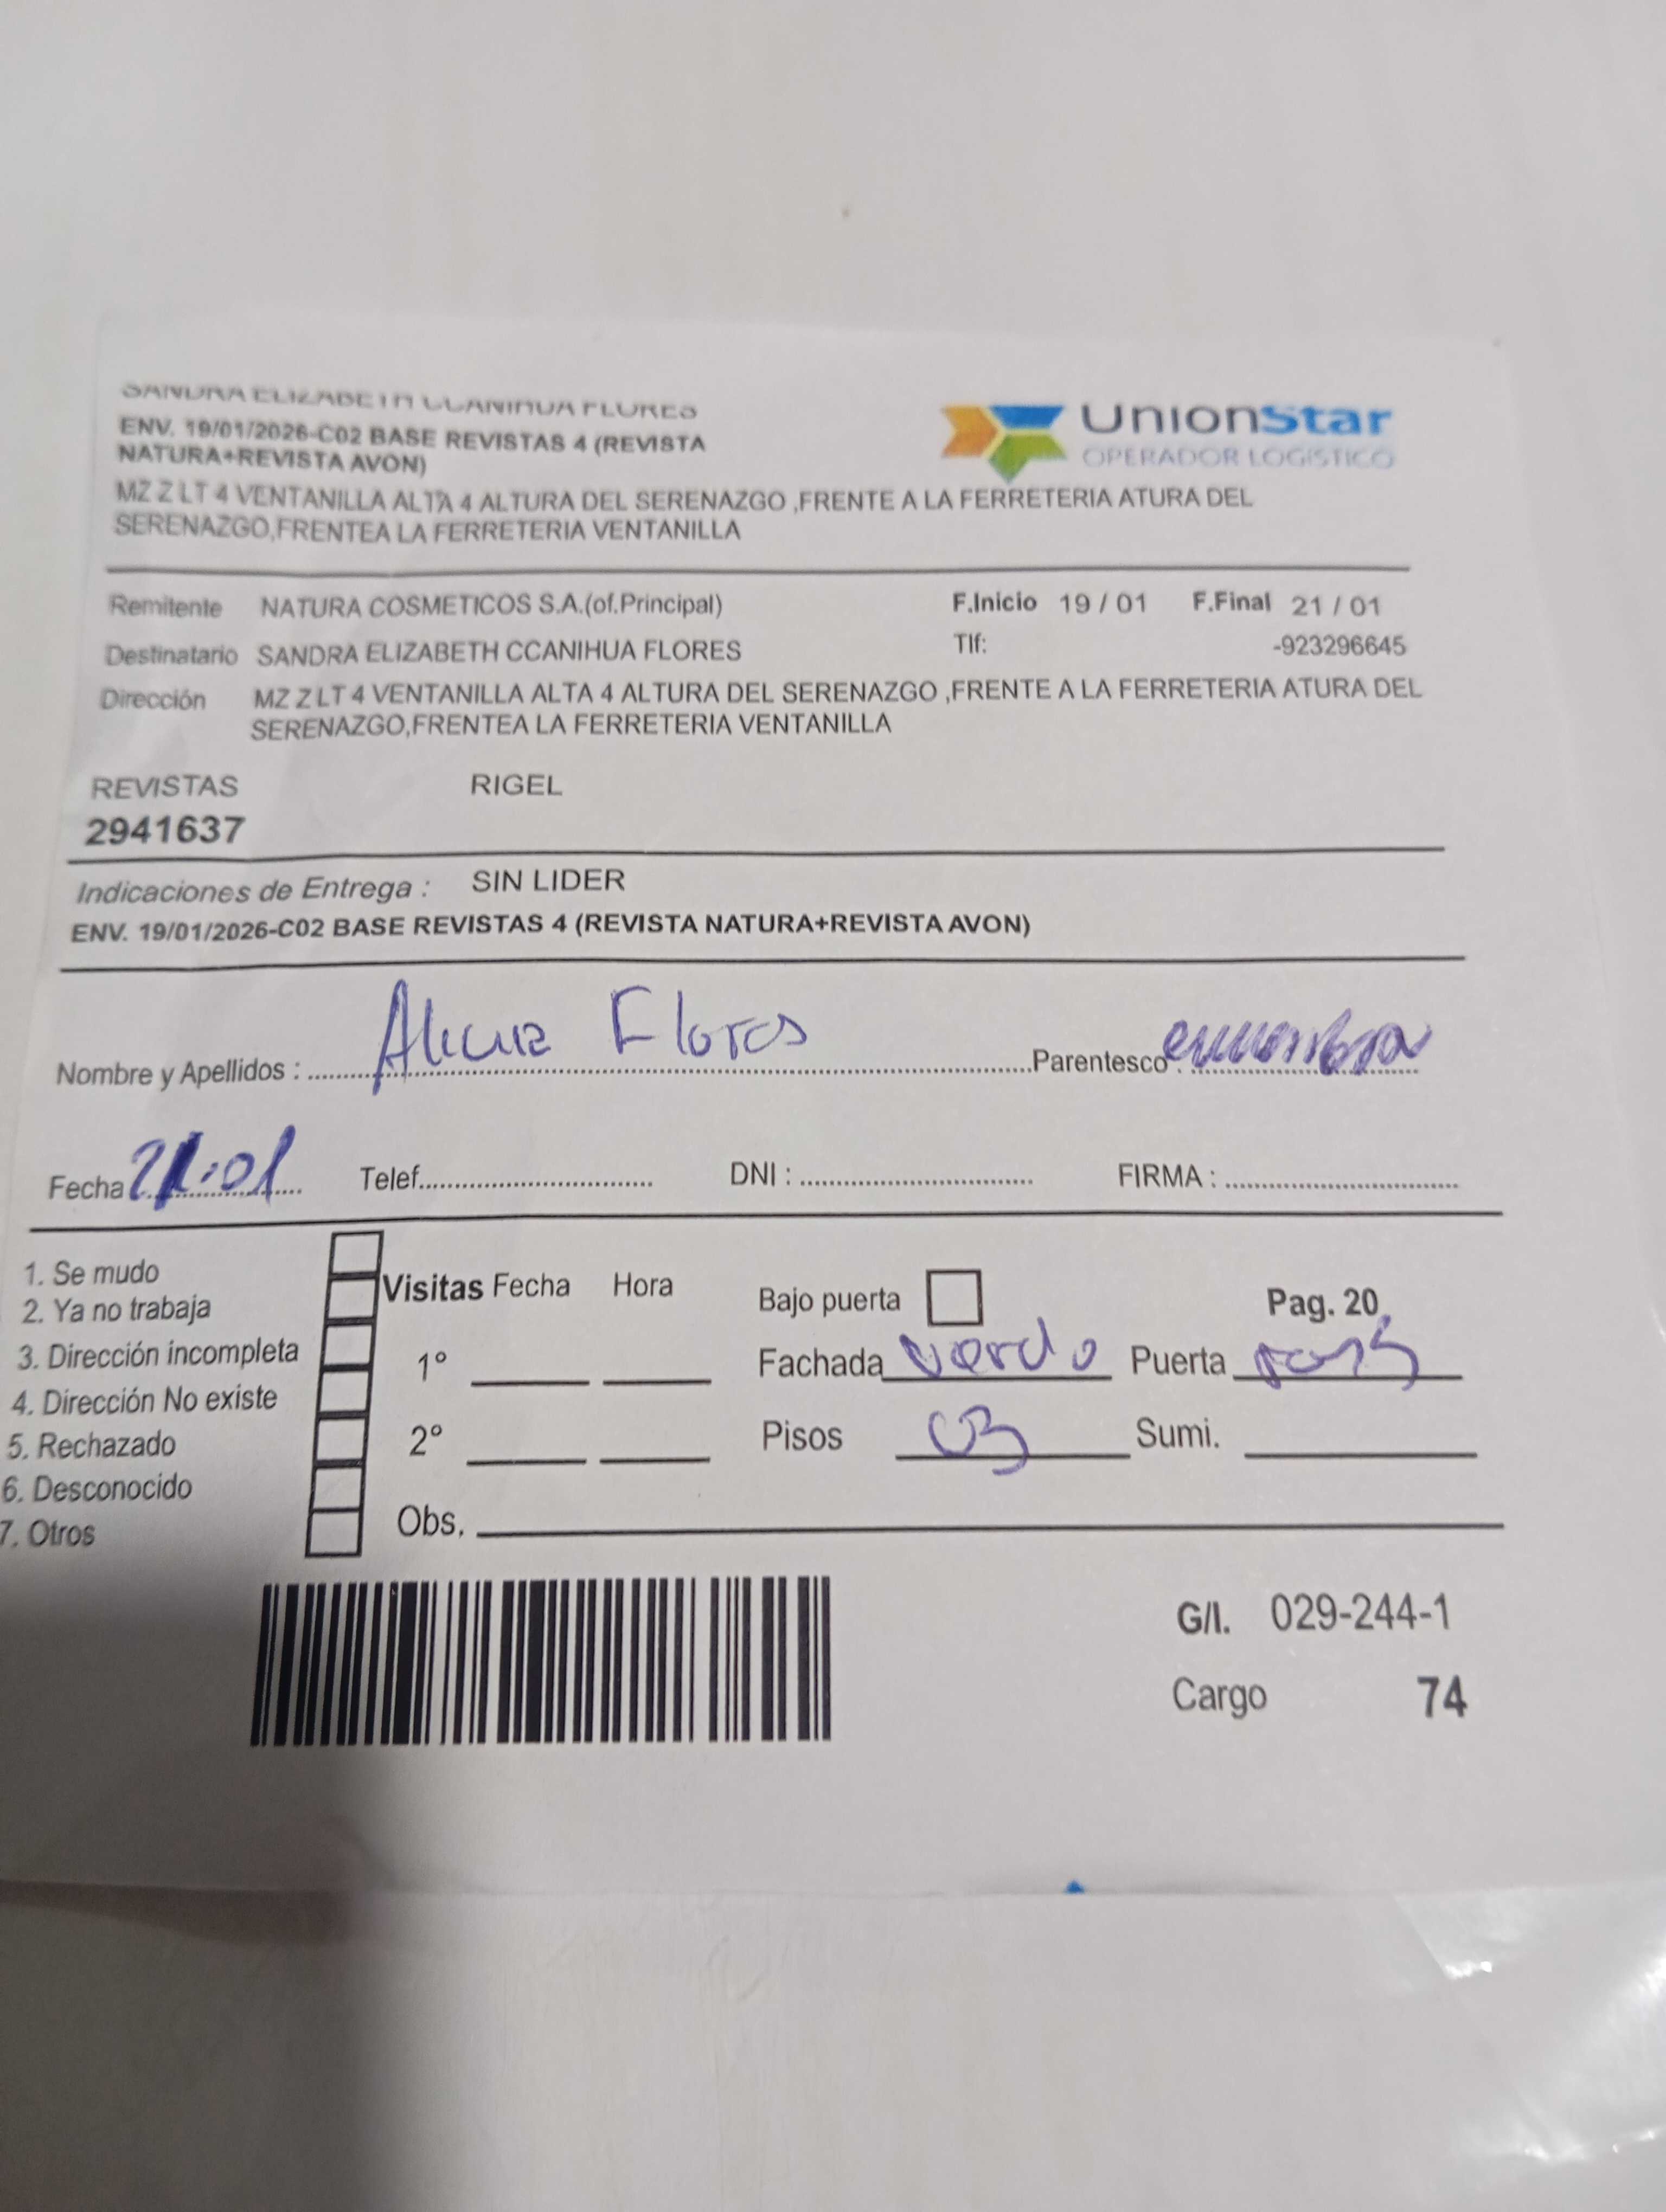 SANDRA ELIZABETH CCANIHUA FLORES
ENV. 19/01/2026-C02 BASE REVISTAS 4 (REVISTA
NATURA+REVISTA AVON)
UnionStar
OPERADOR LOGISTICO
MZ Z LT 4 VENTANILLA ALTA 4 ALTURA DEL SERENAZGO ,FRENTE A LA FERRETERIA ATURA DEL
SERENAZGO,FRENTEA LA FERRETERIA VENTANILLA
Remitente NATURA COSMETICOS S.A.(of.Principal) F.Inicio 19 / 01 F.Final 21 / 01
Destinatario SANDRA ELIZABETH CCANIHUA FLORES Tlf: -923296645
Dirección MZ Z LT 4 VENTANILLA ALTA 4 ALTURA DEL SERENAZGO ,FRENTE A LA FERRETERIA ATURA DEL
SERENAZGO,FRENTEA LA FERRETERIA VENTANILLA
REVISTAS RIGEL
2941637
Indicaciones de Entrega : SIN LIDER
ENV. 19/01/2026-C02 BASE REVISTAS 4 (REVISTA NATURA+REVISTA AVON)
Nombre y Apellidos : Flores Parentesco :
Fecha 21.01 Telef. DNI : FIRMA :
1. Se mudo
2. Ya no trabaja
3. Dirección incompleta
4. Dirección No existe
5. Rechazado
6. Desconocido
7. Otros
Visitas Fecha Hora
1°
2°
Obs.
Bajo puerta Pag. 20
Fachada Verde Puerta
Pisos 03 Sumi.
G/I. 029-244-1
Cargo 74